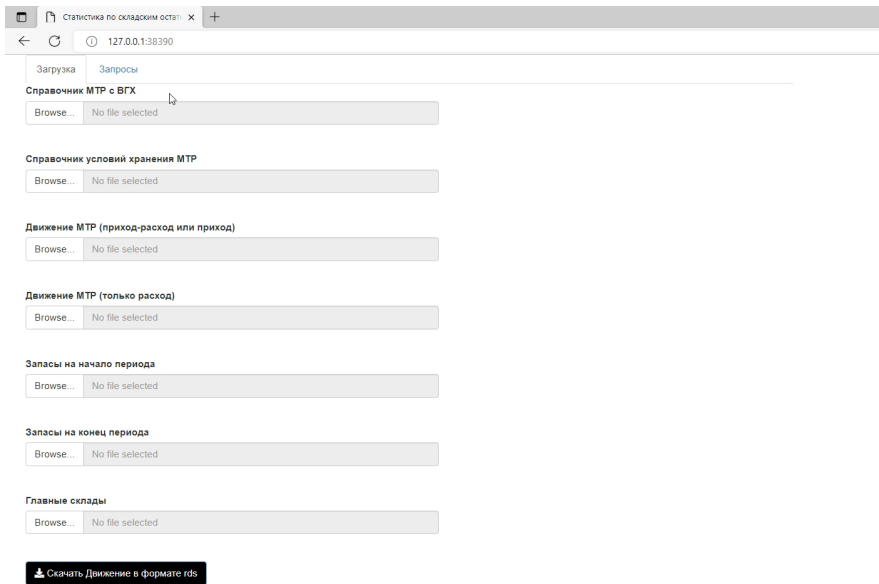 Статистика по складским остат
127.0.0.1:38390
Загрузка Запросы
Справочник МТР с ВГХ
Browse... No file selected
Справочник условий хранения МТР
Browse... No file selected
Движение МТР (приход-расход или приход)
Browse... No file selected
Движение МТР (только расход)
Browse... No file selected
Запасы на начало периода
Browse... No file selected
Запасы на конец периода
Browse... No file selected
Главные склады
Browse... No file selected
Скачать Движение в формате rds